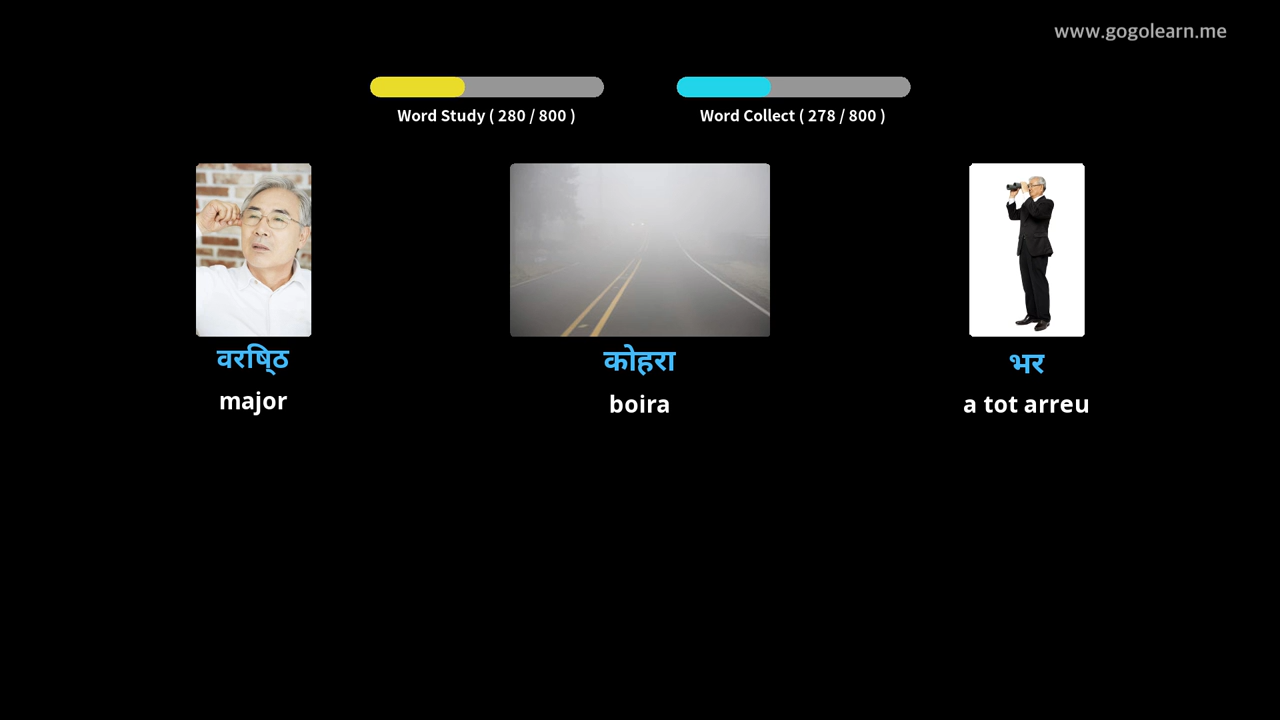 www.gogolearn.me
Word Study ( 280 / 800 )
Word Collect ( 278 / 800 )
वरिष्ठ
major
कोहरा
boira
भर
a tot arreu